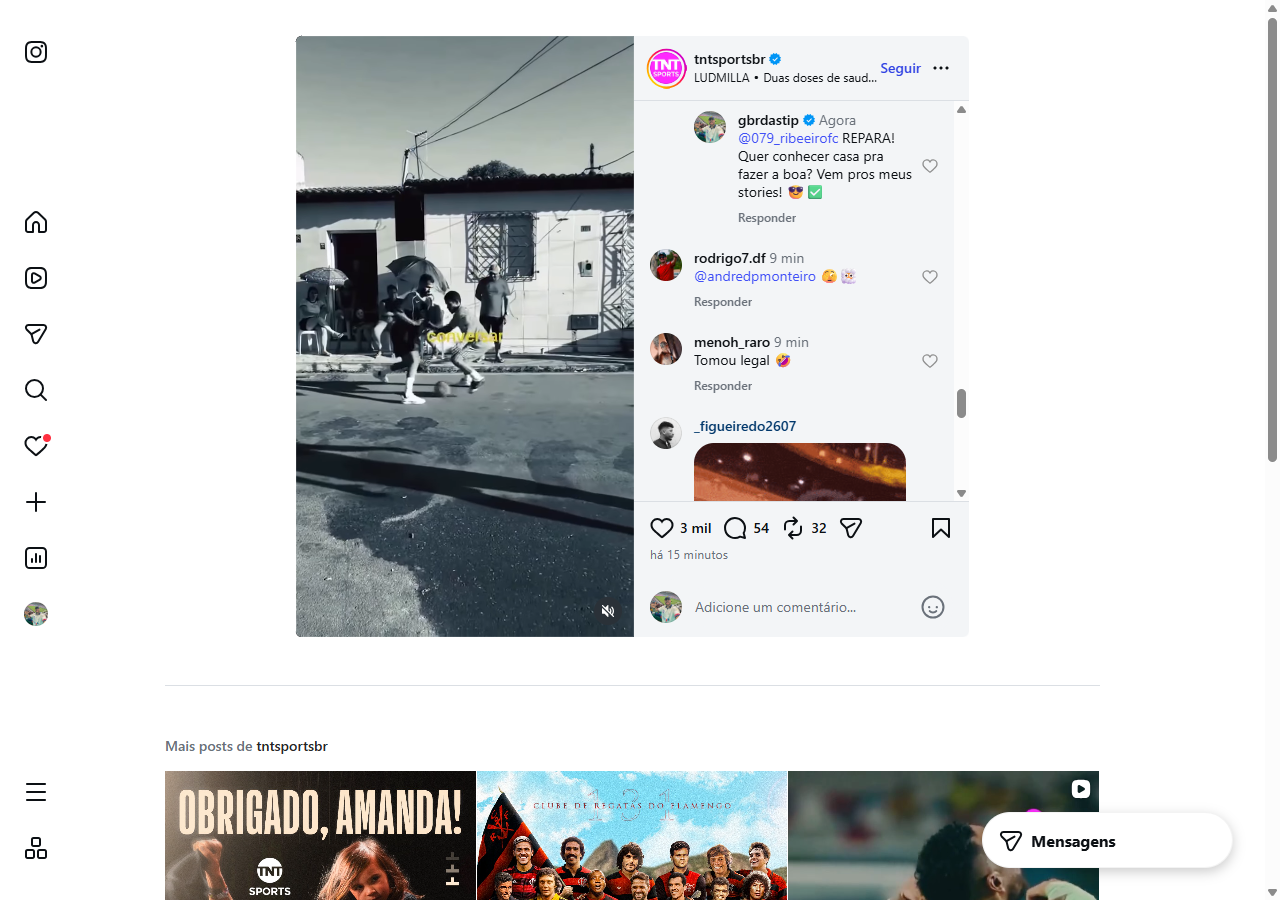 conversar
tntsportsbr
LUDMILLA • Duas doses de saud...
Seguir
gbrdastip Agora
@079_ribeeirofc REPARA!
Quer conhecer casa pra
fazer a boa? Vem pros meus
stories! 😎 ✅
Responder
rodrigo7.df 9 min
@andredpmonteiro 🫣
Responder
menoh_raro 9 min
Tomou legal 🤣
Responder
_figueiredo2607
3 mil
54
32
há 15 minutos
Adicione um comentário...
Mais posts de tntsportsbr
OBRIGADO, AMANDA!
TNT
SPORTS
131
CLUBE DE REGATAS DO FLAMENGO
Mensagens